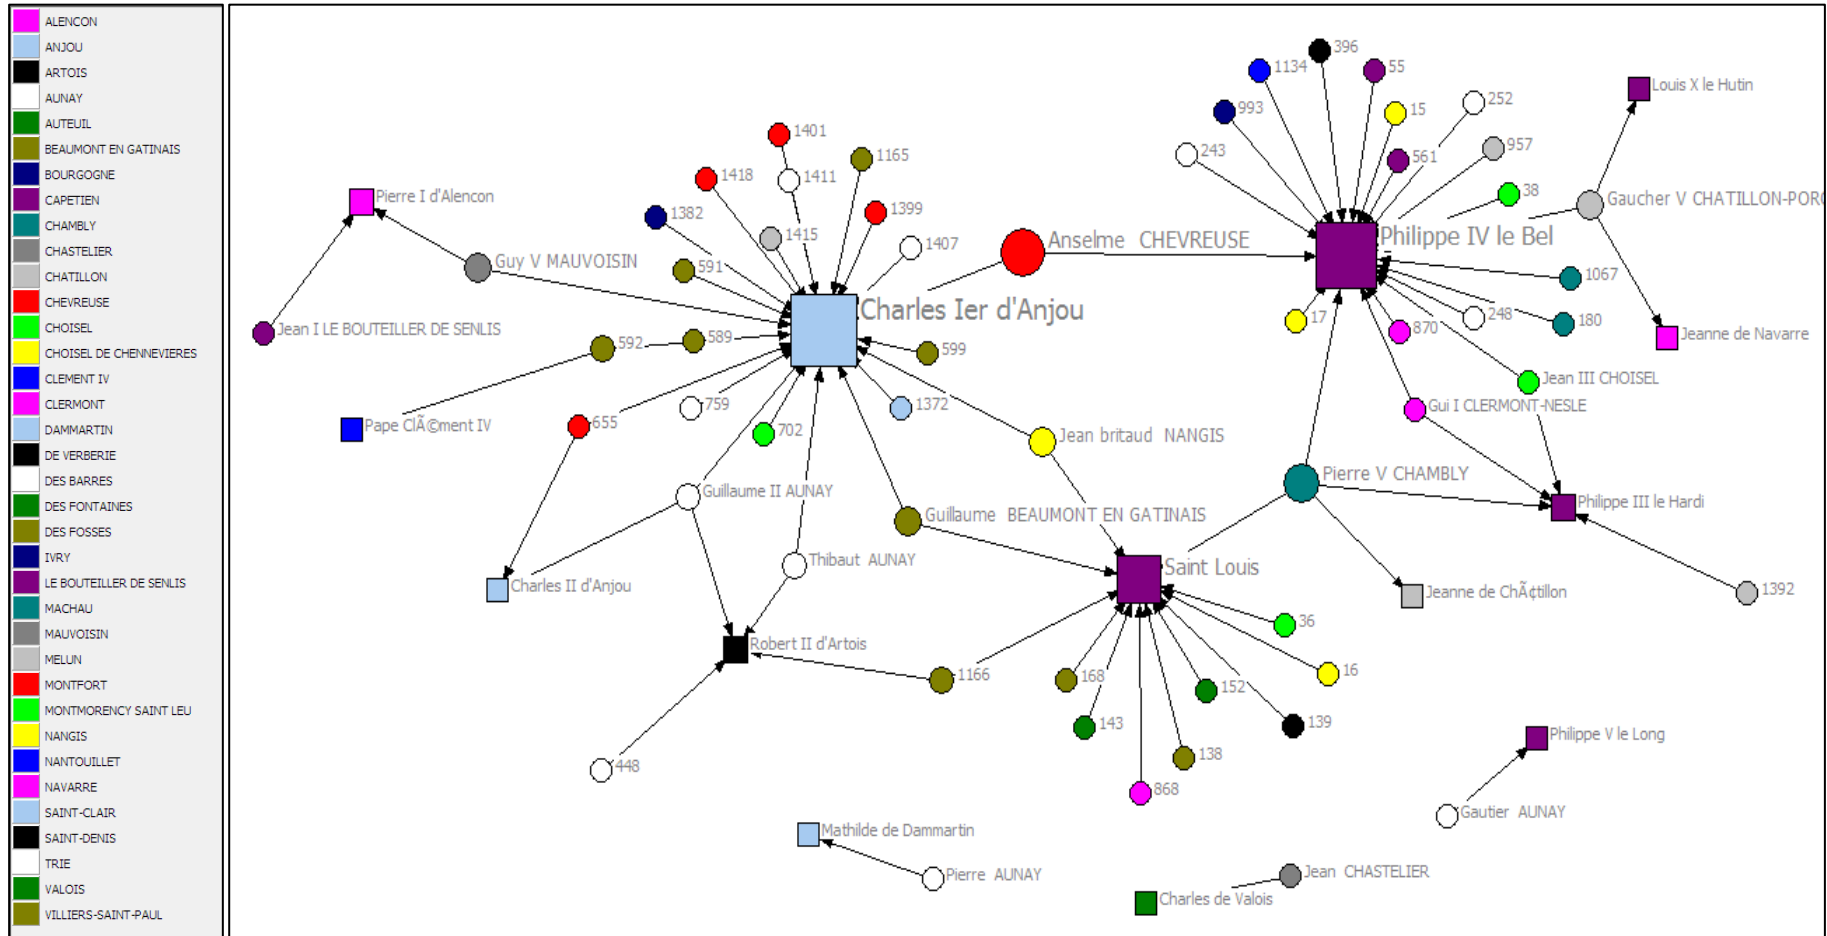 ALENCON
ANJOU
ARTOIS
AUNAY
AUTEUIL
BEAUMONT EN GATINAIS
BOURGOGNE
CAPETIEN
CHAMBLY
CHASTELIER
CHATILLON
CHEVREUSE
CHOISEL
CHOISEL DE CHENNEVIERES
CLEMENT IV
CLERMONT
DAMMARTIN
DE VERBERIE
DES BARRES
DES FONTAINES
DES FOSSES
IVRY
LE BOUTEILLER DE SENLIS
MACHAU
MAUVOISIN
MELUN
MONTFORT
MONTMORENCY SAINT LEU
NANGIS
NANTOUILLET
NAVARRE
SAINT-CLAIR
SAINT-DENIS
TRIE
VALOIS
VILLIERS-SAINT-PAUL
396
1134
55
Louis X le Hutin
252
993
15
1401
243
561
957
1165
1418
1411
38
Pierre I d'Alencon
Gaucher V CHATILLON-PORC
1382
1399
1415
1407
Anselme CHEVREUSE
Philippe IV le Bel
Guy V MAUVOISIN
591
1067
Charles Ier d'Anjou
17
870
248
180
Jean I LE BOUTEILLER DE SENLIS
Jeanne de Navarre
592
589
599
Jean III CHOISEL
759
1372
Gui I CLERMONT-NESLE
Pape ClÃ©ment IV
655
702
Jean britaud NANGIS
Pierre V CHAMBLY
Guillaume II AUNAY
Philippe III le Hardi
Guillaume BEAUMONT EN GATINAIS
Thibaut AUNAY
Saint Louis
Charles II d'Anjou
Jeanne de ChÃ¢tillon
1392
36
Robert II d'Artois
1166
168
16
152
143
139
Philippe V le Long
138
448
868
Gautier AUNAY
Mathilde de Dammartin
Pierre AUNAY
Jean CHASTELIER
Charles de Valois